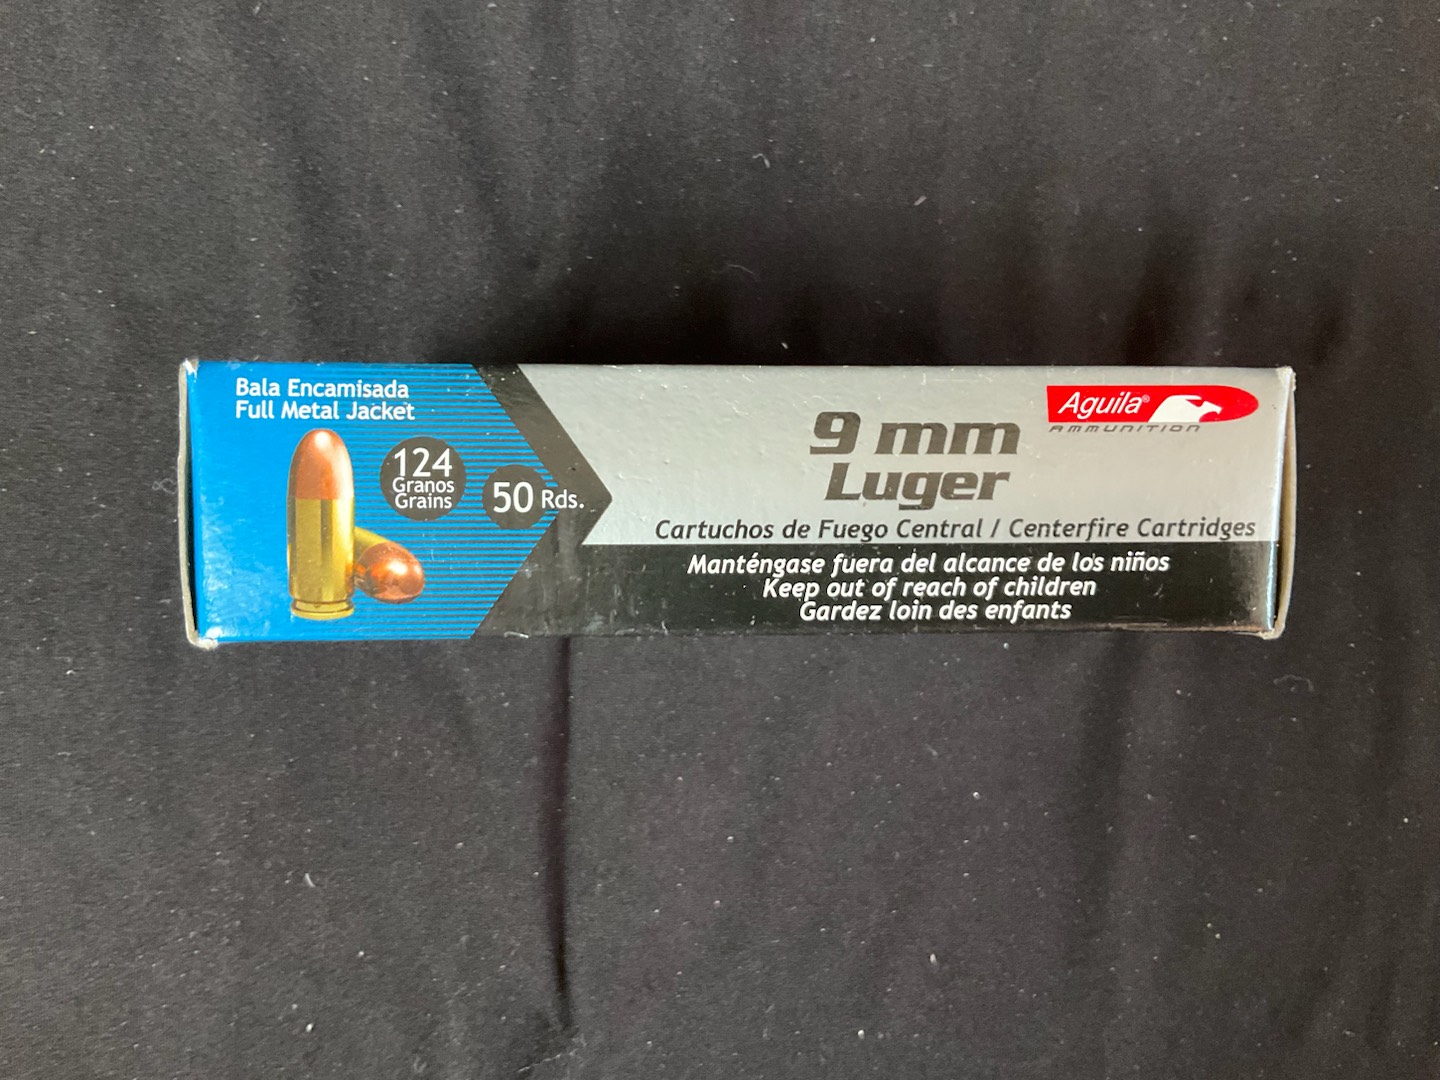 Bala Encamisada
Full Metal Jacket
124
Granos
Grains
50 Rds.
Aguila®
AMMUNITION
9 mm
Luger
Cartuchos de Fuego Central / Centerfire Cartridges
Manténgase fuera del alcance de los niños
Keep out of reach of children
Gardez loin des enfants